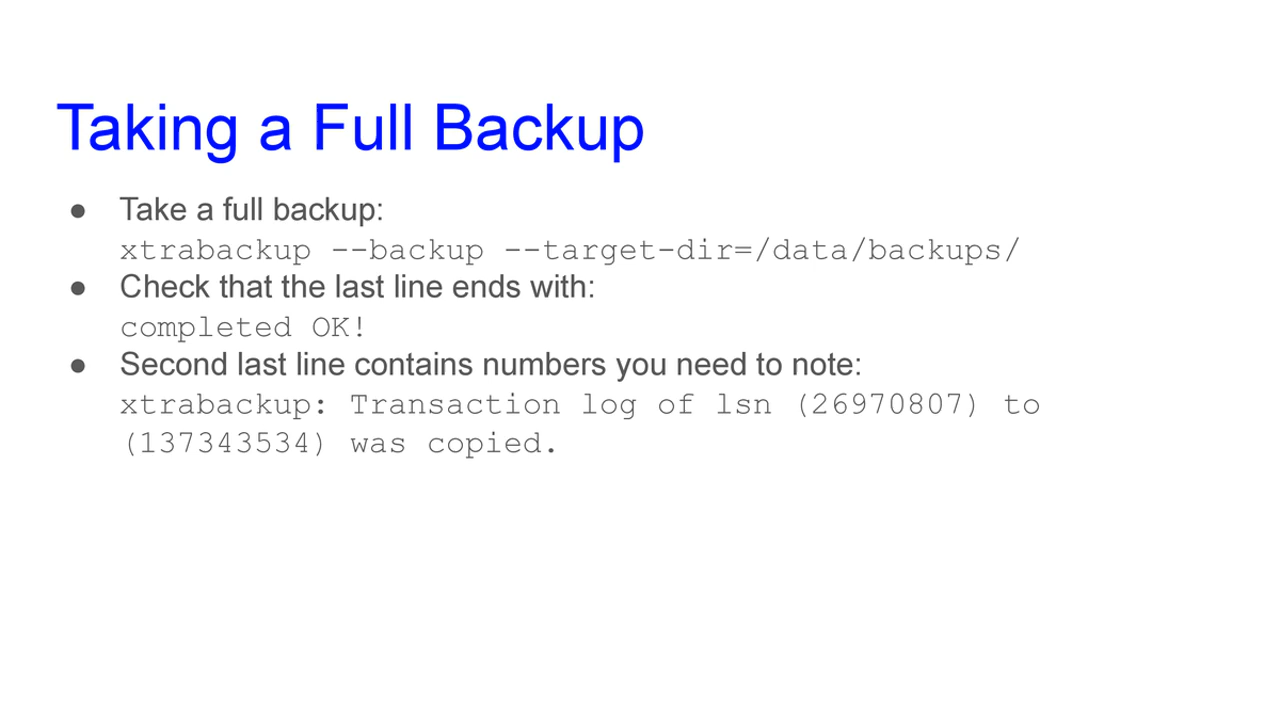 Taking a Full Backup
● Take a full backup:
xtrabackup --backup --target-dir=/data/backups/
● Check that the last line ends with:
completed OK!
● Second last line contains numbers you need to note:
xtrabackup: Transaction log of lsn (26970807) to
(137343534) was copied.